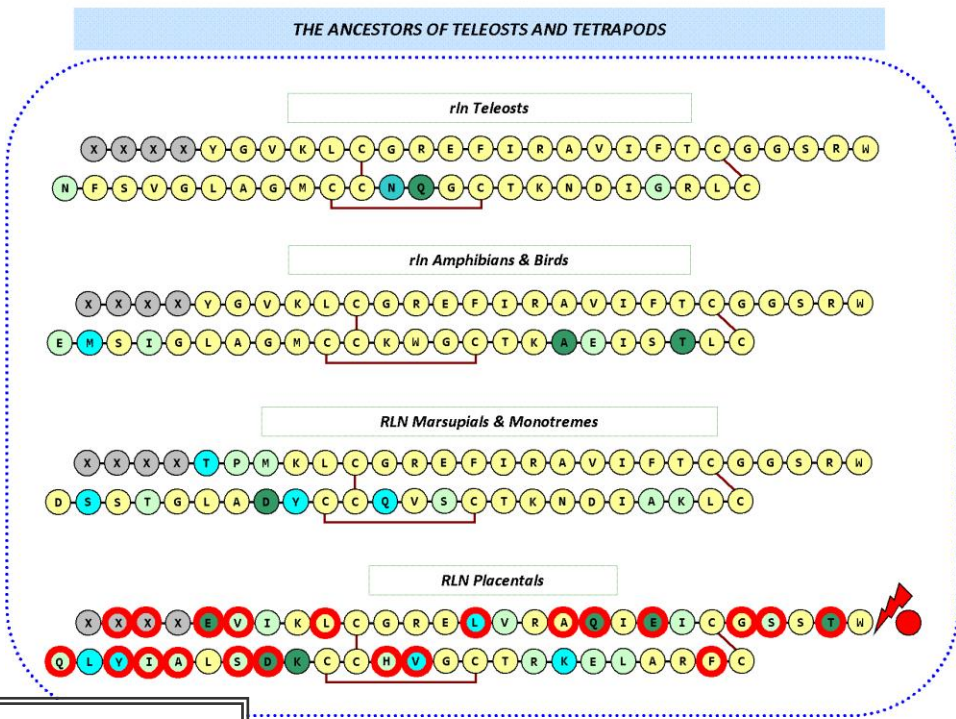 THE ANCESTORS OF TELEOSTS AND TETRAPODS
rln Teleosts
X X X X Y G V K L C G R E F I R A V I F T C G G S R W
N F S V G L A G M C C N Q G C T K N D I G R L C
rln Amphibians & Birds
X X X X Y G V K L C G R E F I R A V I F T C G G S R W
E M S I G L A G M C C K W G C T K A E I S T L C
RLN Marsupials & Monotremes
X X X X T P M K L C G R E F I R A V I F T C G G S R W
D S S T G L A D Y C C Q V S C T K N D I A K L C
RLN Placentals
X X X X E V I K L C G R E L V R A Q I E I C G S S T W
Q L Y I A L S D K C C H V G C T R K E L A R F C